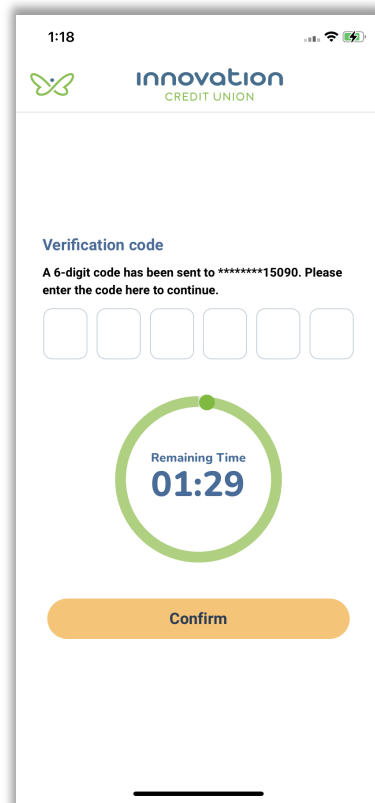 1:18
innovation
CREDIT UNION
Verification code
A 6-digit code has been sent to ********15090. Please
enter the code here to continue.
Remaining Time
01:29
Confirm